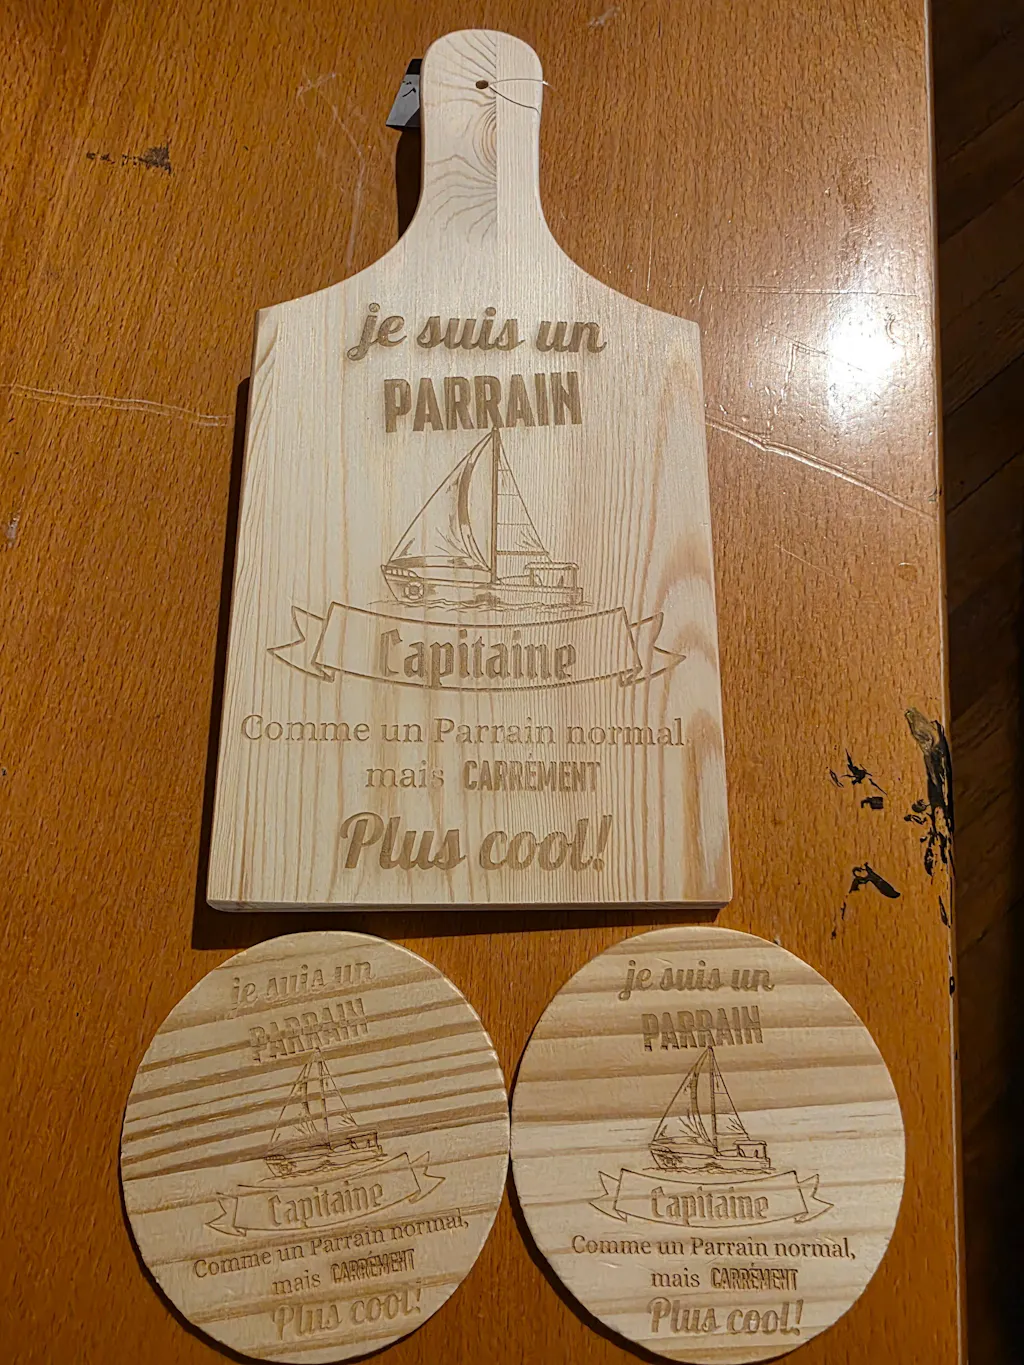 je suis un
PARRAIN
Capitaine
Comme un Parrain normal,
mais CARRÉMENT
Plus cool!
je suis un
PARRAIN
Capitaine
Comme un Parrain normal,
mais CARRÉMENT
Plus cool!
je suis un
PARRAIN
Capitaine
Comme un Parrain normal,
mais CARRÉMENT
Plus cool!